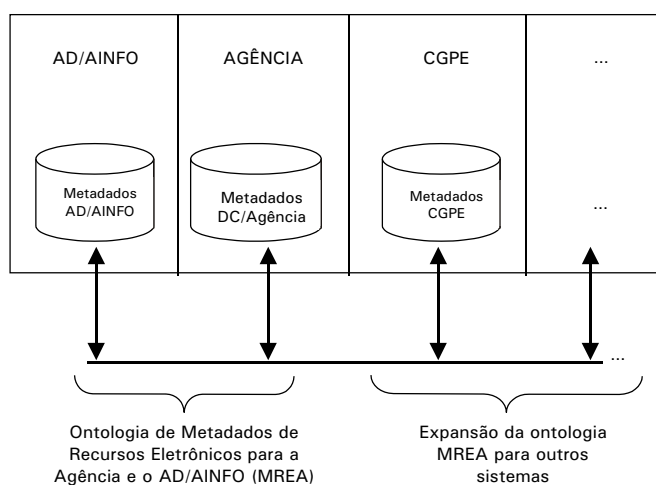 AD/AINFO
AGÊNCIA
CGPE
...
Metadados
AD/AINFO
Metadados
DC/Agência
Metadados
CGPE
...
...
Ontologia de Metadados de
Recursos Eletrônicos para a
Agência e o AD/AINFO (MREA)
Expansão da ontologia
MREA para outros
sistemas